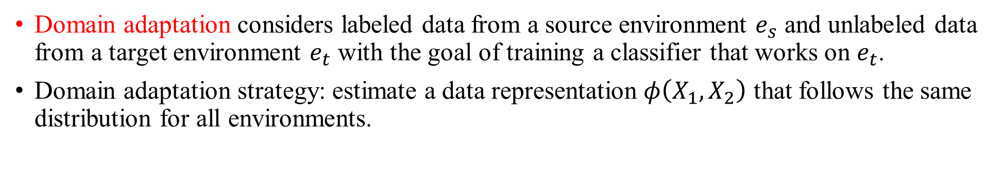 • Domain adaptation considers labeled data from a source environment $e_s$ and unlabeled data
from a target environment $e_t$ with the goal of training a classifier that works on $e_t$.
• Domain adaptation strategy: estimate a data representation $\phi(X_1, X_2)$ that follows the same
distribution for all environments.